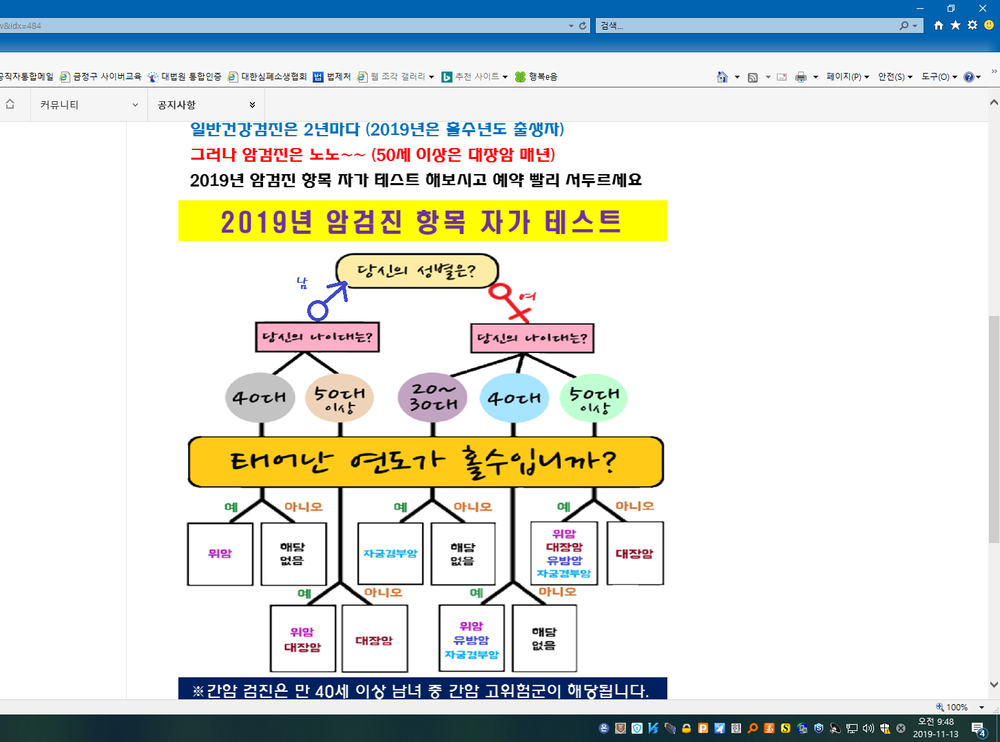 w&idx=484
검색...
공직자통합메일 금정구 사이버교육 대법원 통합인증 대한심폐소생협회 법제처 웹 조각 갤러리 추천 사이트 행복e음
페이지(P) 안전(S) 도구(O)
커뮤니티 공지사항
일반건강검진은 2년마다 (2019년은 홀수년도 출생자)
그러나 암검진은 노노~~ (50세 이상은 대장암 매년)
2019년 암검진 항목 자가 테스트 해보시고 예약 빨리 서두르세요
2019년 암검진 항목 자가 테스트
당신의 성별은?
남
여
당신의 나이대는? 당신의 나이대는?
40대
50대
이상
20~
30대
40대
50대
이상
태어난 연도가 홀수입니까?
예 아니오 예 아니오 예 아니오
위암
해당
없음
자궁경부암
해당
없음
위암
대장암
유방암
자궁경부암
대장암
예 아니오 예 아니오
위암
대장암
대장암
위암
유방암
자궁경부암
해당
없음
※간암 검진은 만 40세 이상 남녀 중 간암 고위험군이 해당됩니다.
100%
오전 9:48
2019-11-13
4